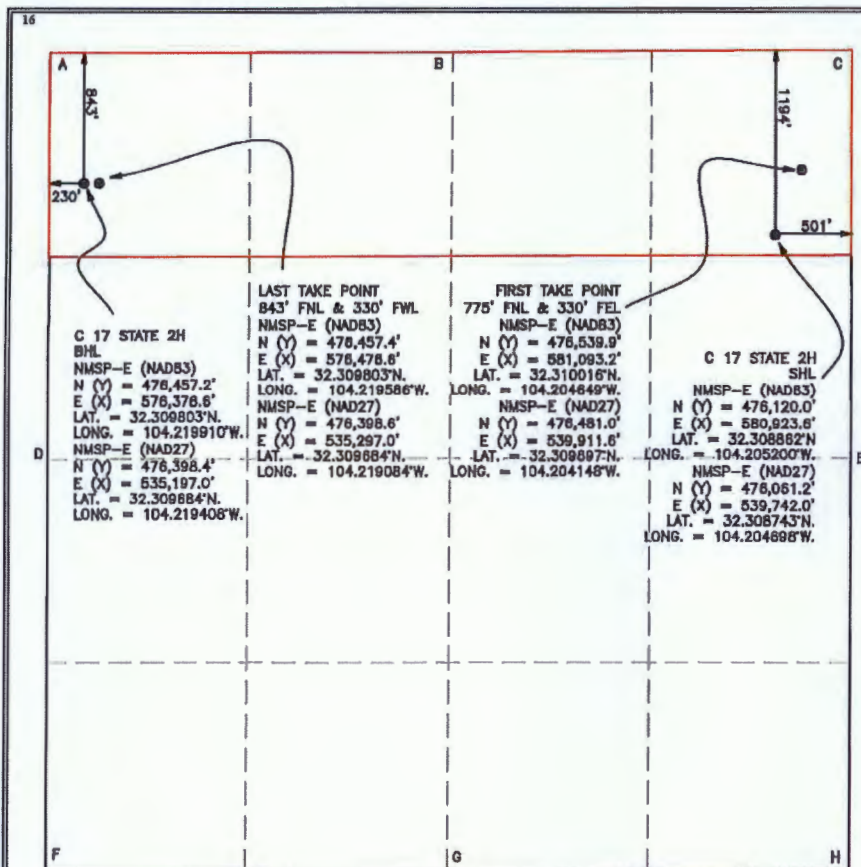 16
A
B
C
843'
1194'
230'
501'
LAST TAKE POINT
843' FNL & 330' FWL
NMSP-E (NAD83)
N (Y) = 476,457.4'
E (X) = 576,476.6'
LAT. = 32.309803°N.
LONG. = 104.219586°W.
NMSP-E (NAD27)
N (Y) = 476,398.6'
E (X) = 535,297.0'
LAT. = 32.309684°N.
LONG. = 104.219084°W.
FIRST TAKE POINT
775' FNL & 330' FEL
NMSP-E (NAD83)
N (Y) = 476,539.9'
E (X) = 581,093.2'
LAT. = 32.310016°N.
LONG. = 104.204649°W.
NMSP-E (NAD27)
N (Y) = 476,481.0'
E (X) = 539,911.6'
LAT. = 32.309897°N.
LONG. = 104.204148°W.
C 17 STATE 2H
BHL
NMSP-E (NAD83)
N (Y) = 476,457.2'
E (X) = 576,376.6'
LAT. = 32.309803°N.
LONG. = 104.219910°W.
NMSP-E (NAD27)
N (Y) = 476,398.4'
E (X) = 535,197.0'
LAT. = 32.309684°N.
LONG. = 104.219408°W.
C 17 STATE 2H
SHL
NMSP-E (NAD83)
N (Y) = 476,120.0'
E (X) = 580,923.6'
LAT. = 32.308862°N
LONG. = 104.205200°W.
NMSP-E (NAD27)
N (Y) = 476,061.2'
E (X) = 539,742.0'
LAT. = 32.308743°N.
LONG. = 104.204698°W.
D
E
F
G
H